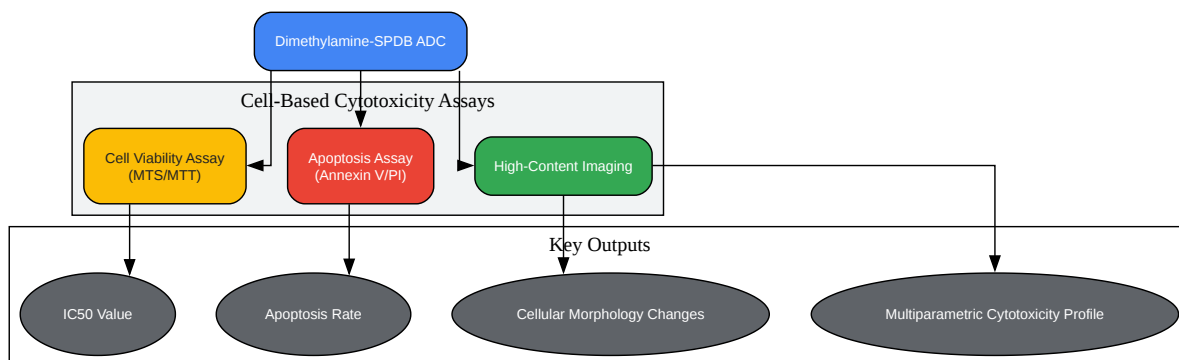 Dimethylamine-SPDB ADC
Cell-Based Cytotoxicity Assays
Cell Viability Assay
(MTS/MTT)
Apoptosis Assay
(Annexin V/PI)
High-Content Imaging
Key Outputs
IC50 Value
Apoptosis Rate
Cellular Morphology Changes
Multiparametric Cytotoxicity Profile